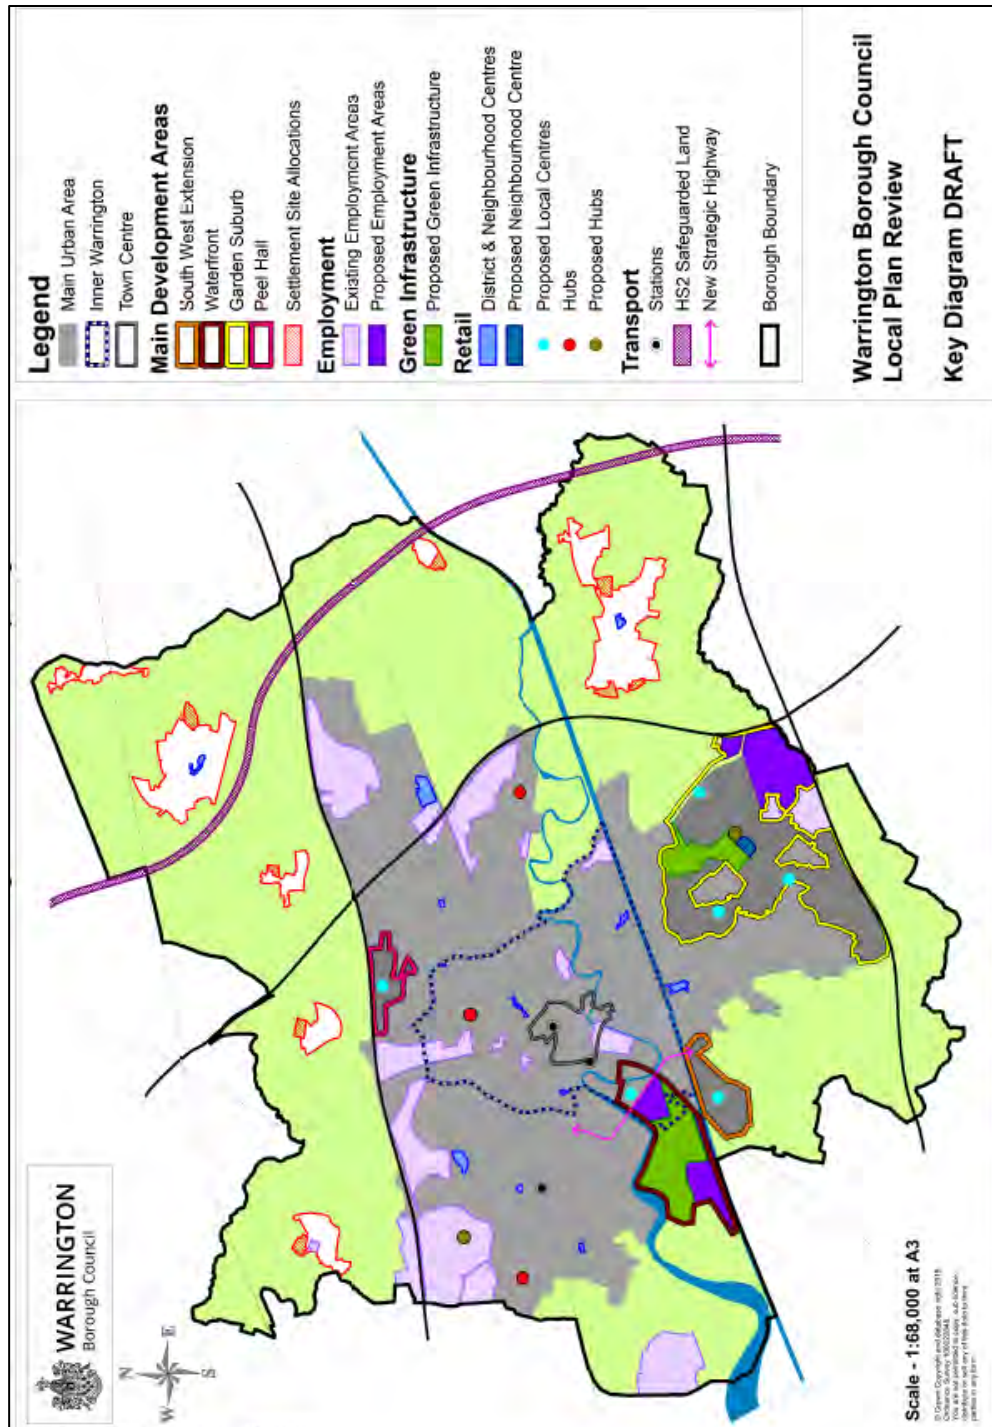 WARRINGTON
Borough Council
N
E
S
W
Legend
Main Urban Area
Inner Warrington
Town Centre
Main Development Areas
South West Extension
Waterfront
Garden Suburb
Peel Hall
Settlement Site Allocations
Employment
Existing Employment Areas
Proposed Employment Areas
Green Infrastructure
Proposed Green Infrastructure
Retail
District & Neighbourhood Centres
Proposed Neighbourhood Centre
Proposed Local Centres
Hubs
Proposed Hubs
Transport
Stations
HS2 Safeguarded Land
New Strategic Highway
Borough Boundary
Warrington Borough Council
Local Plan Review
Key Diagram DRAFT
Scale - 1:68,000 at A3